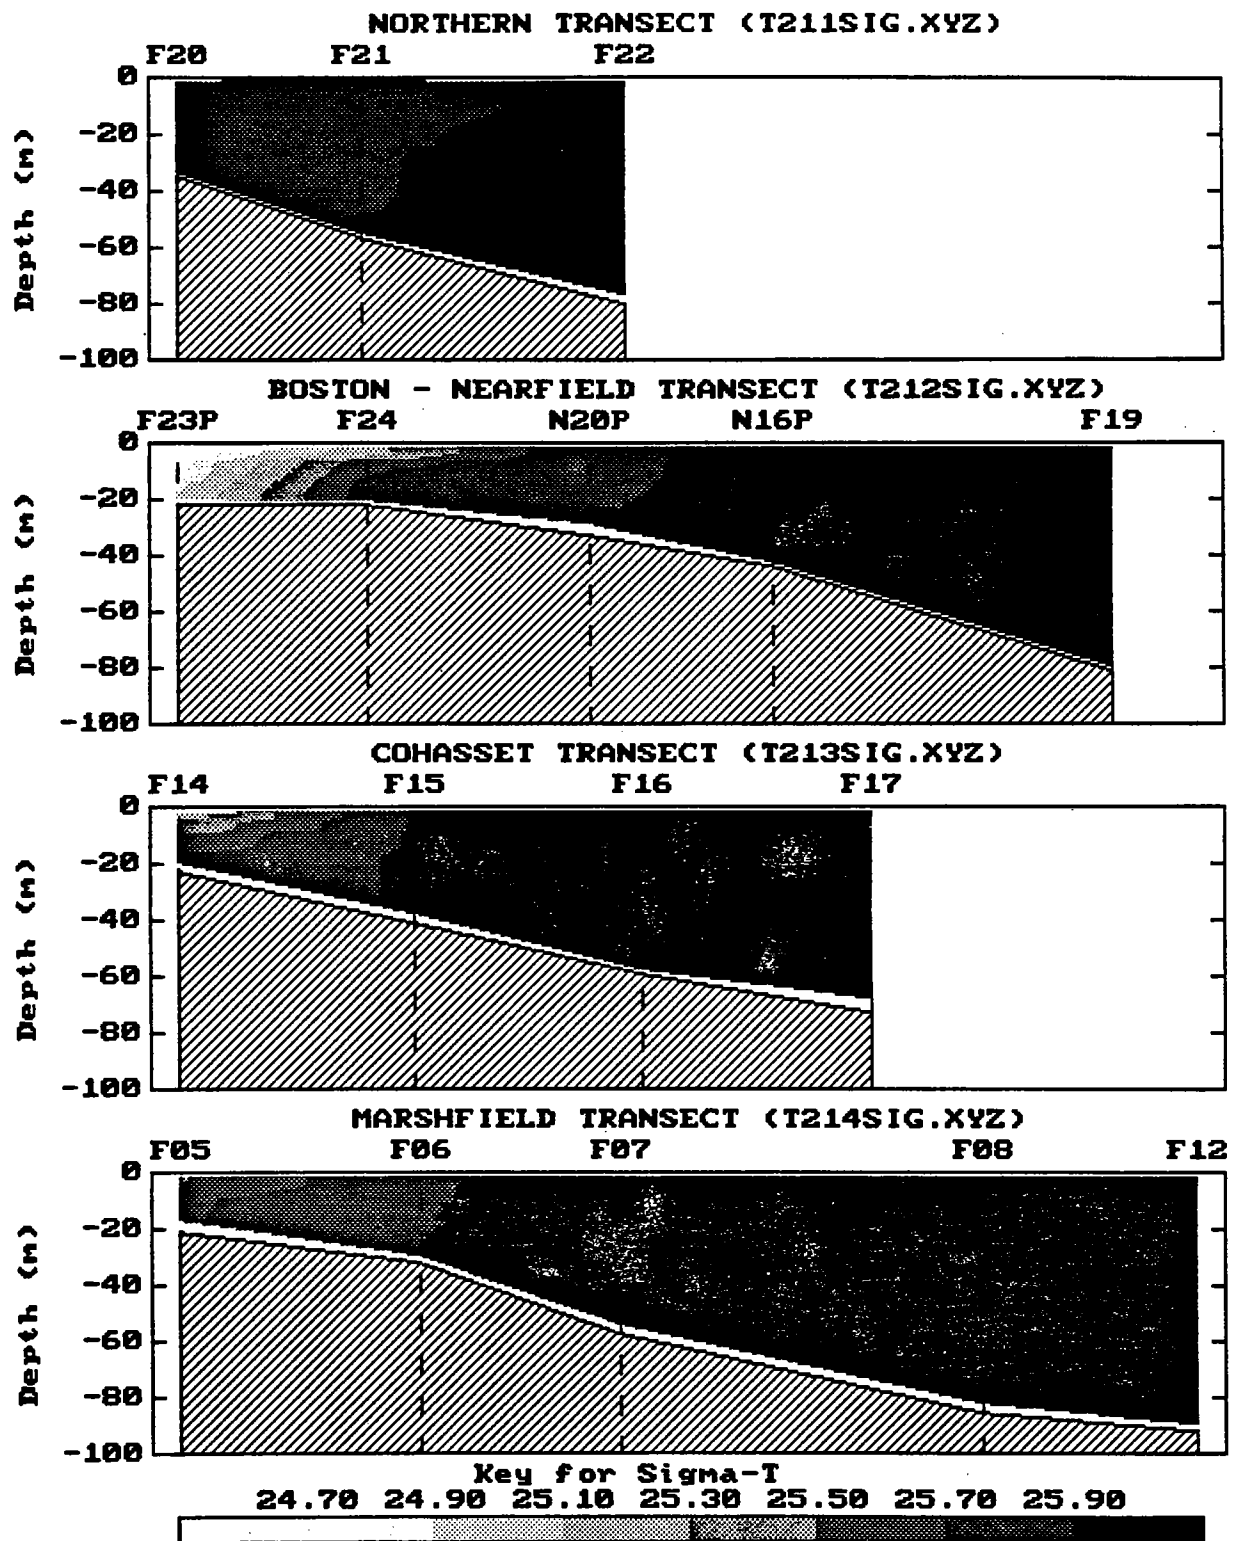 NORTHERN TRANSECT (T211SIG.XYZ)
F20 F21 F22
0
-20
-40
-60
-80
-100
Depth (m)
BOSTON - NEARFIELD TRANSECT (T212SIG.XYZ)
F23P F24 N20P N16P F19
0
-20
-40
-60
-80
-100
Depth (m)
COHASSET TRANSECT (T213SIG.XYZ)
F14 F15 F16 F17
0
-20
-40
-60
-80
-100
Depth (m)
MARSHFIELD TRANSECT (T214SIG.XYZ)
F05 F06 F07 F08 F12
0
-20
-40
-60
-80
-100
Depth (m)
Key for Sigma-T
24.70 24.90 25.10 25.30 25.50 25.70 25.90